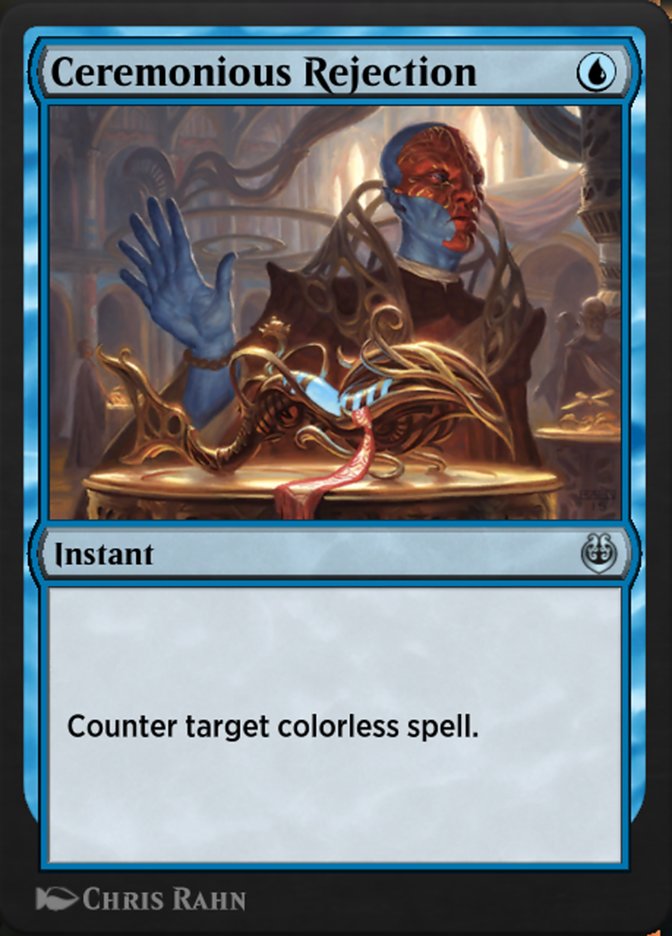 Ceremonious Rejection
Instant
Counter target colorless spell.
Chris Rahn